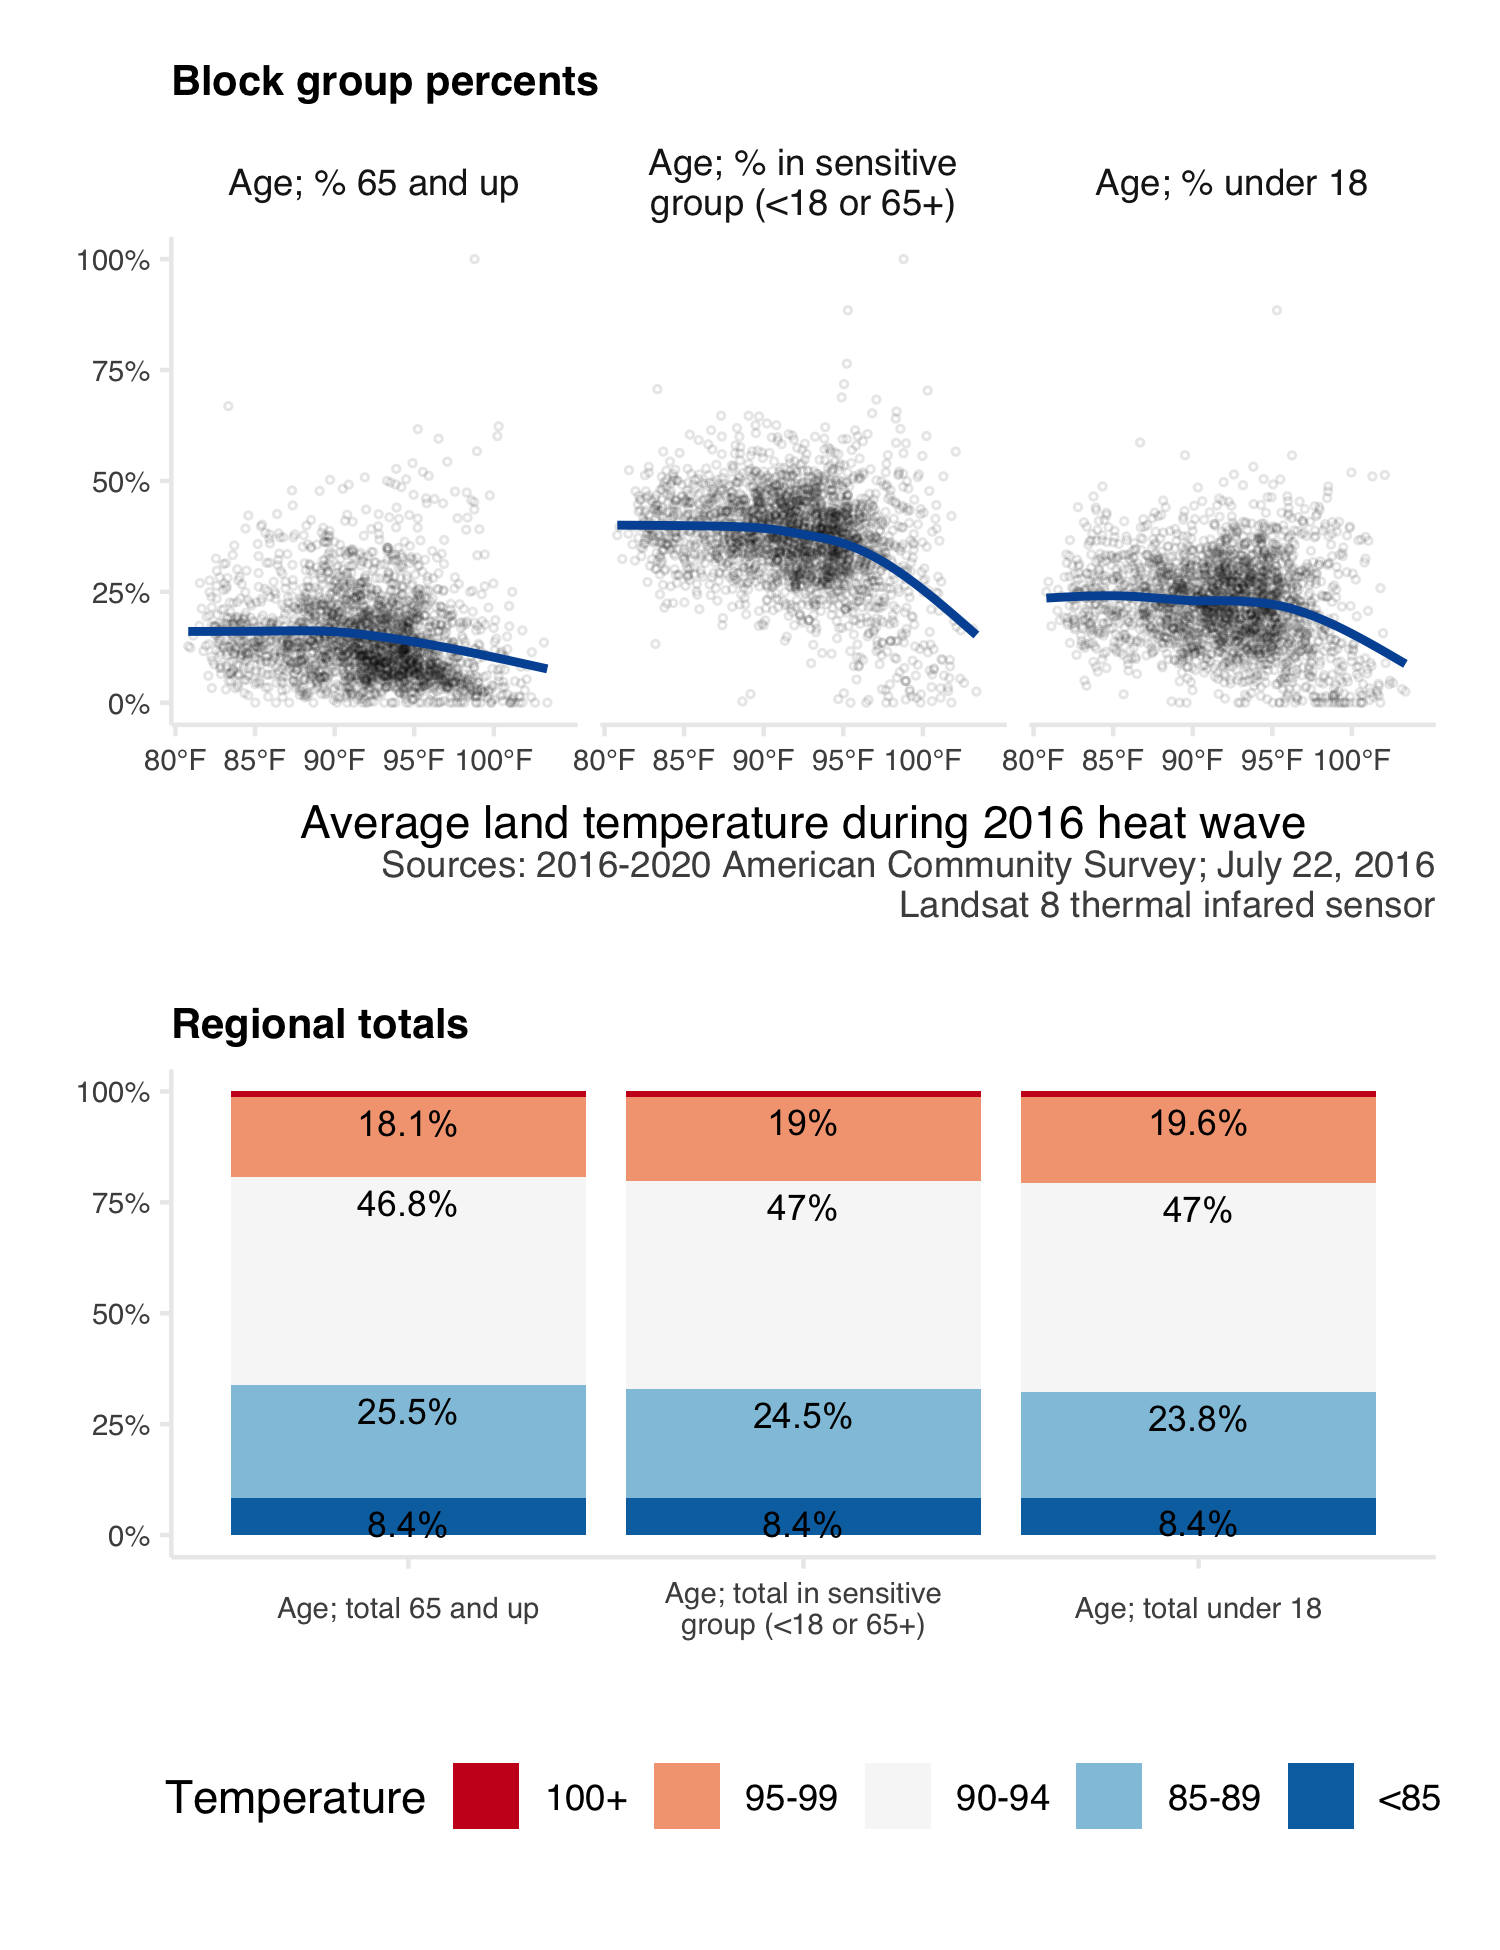 Block group percents
Age; % 65 and up
Age; % in sensitive
group (<18 or 65+)
Age; % under 18
100%
75%
50%
25%
0%
80°F 85°F 90°F 95°F 100°F
80°F 85°F 90°F 95°F 100°F
80°F 85°F 90°F 95°F 100°F
Average land temperature during 2016 heat wave
Sources: 2016-2020 American Community Survey; July 22, 2016
Landsat 8 thermal infared sensor
Regional totals
100%
75%
50%
25%
0%
18.1%
46.8%
25.5%
8.4%
19%
47%
24.5%
8.4%
19.6%
47%
23.8%
8.4%
Age; total 65 and up
Age; total in sensitive
group (<18 or 65+)
Age; total under 18
Temperature 100+ 95-99 90-94 85-89 <85